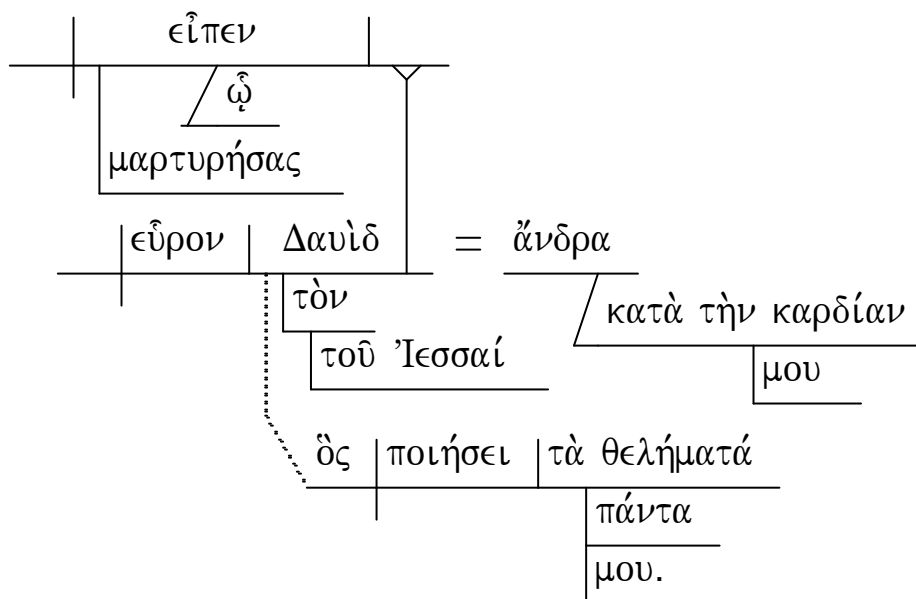 εἶπεν
ᾧ
μαρτυρήσας
εὗρον Δαυὶδ = ἄνδρα
τὸν
κατὰ τὴν καρδίαν
τοῦ Ἰεσσαί
μου
ὃς ποιήσει τὰ θελήματά
πάντα
μου.